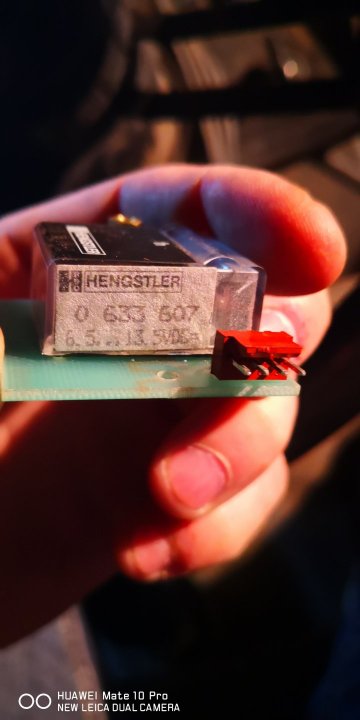 HENGSTLER
0 633 607
6.5...13.5VDC
HUAWEI Mate 10 Pro
NEW LEICA DUAL CAMERA